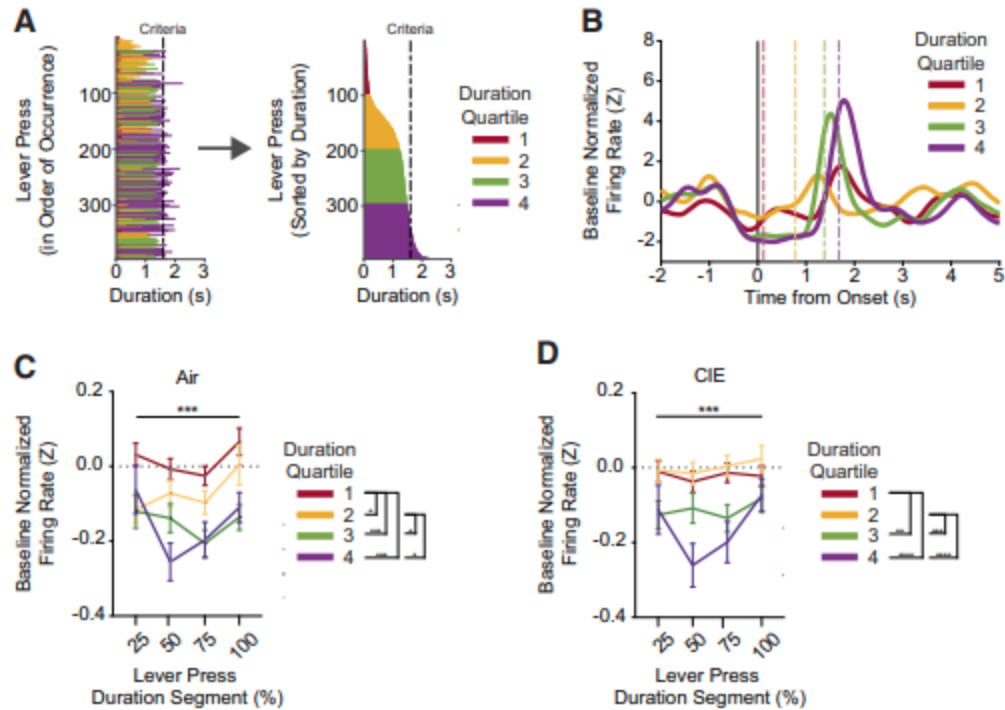 A
Criteria
Lever Press
(in Order of Occurrence)
100
200
300
0 1 2 3
Duration (s)
Criteria
Lever Press
(Sorted by Duration)
100
200
300
0 1 2 3
Duration (s)
Duration
Quartile
1
2
3
4
B
Baseline Normalized
Firing Rate (Z)
8
6
4
2
0
-2
-2 -1 0 1 2 3 4 5
Time from Onset (s)
Duration
Quartile
1
2
3
4
C
Air
***
Baseline Normalized
Firing Rate (Z)
0.2
0.0
-0.2
-0.4
25 50 75 100
Lever Press
Duration Segment (%)
Duration
Quartile
1
2
3
4
D
CIE
***
Baseline Normalized
Firing Rate (Z)
0.2
0.0
-0.2
-0.4
25 50 75 100
Lever Press
Duration Segment (%)
Duration
Quartile
1
2
3
4